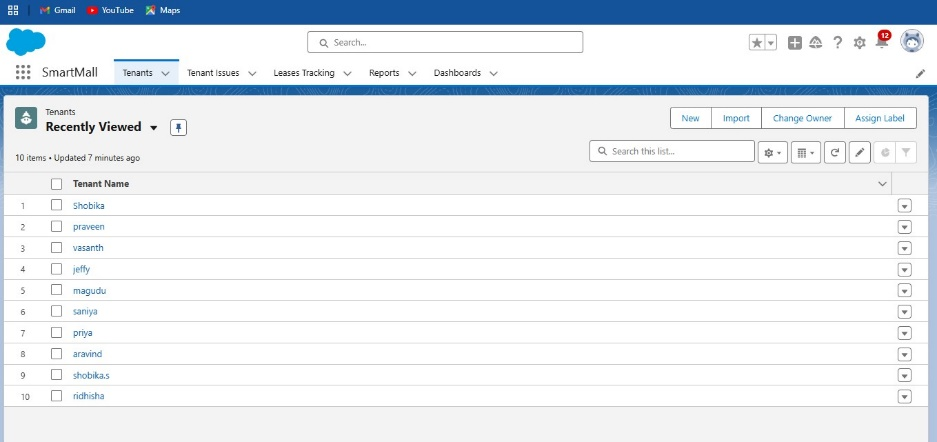 Gmail YouTube Maps
Search... 12
SmartMall Tenants Tenant Issues Leases Tracking Reports Dashboards
Tenants
Recently Viewed New Import Change Owner Assign Label
10 items • Updated 7 minutes ago Search this list...
Tenant Name
1 Shobika
2 praveen
3 vasanth
4 jeffy
5 magudu
6 saniya
7 priya
8 aravind
9 shobika.s
10 ridhisha